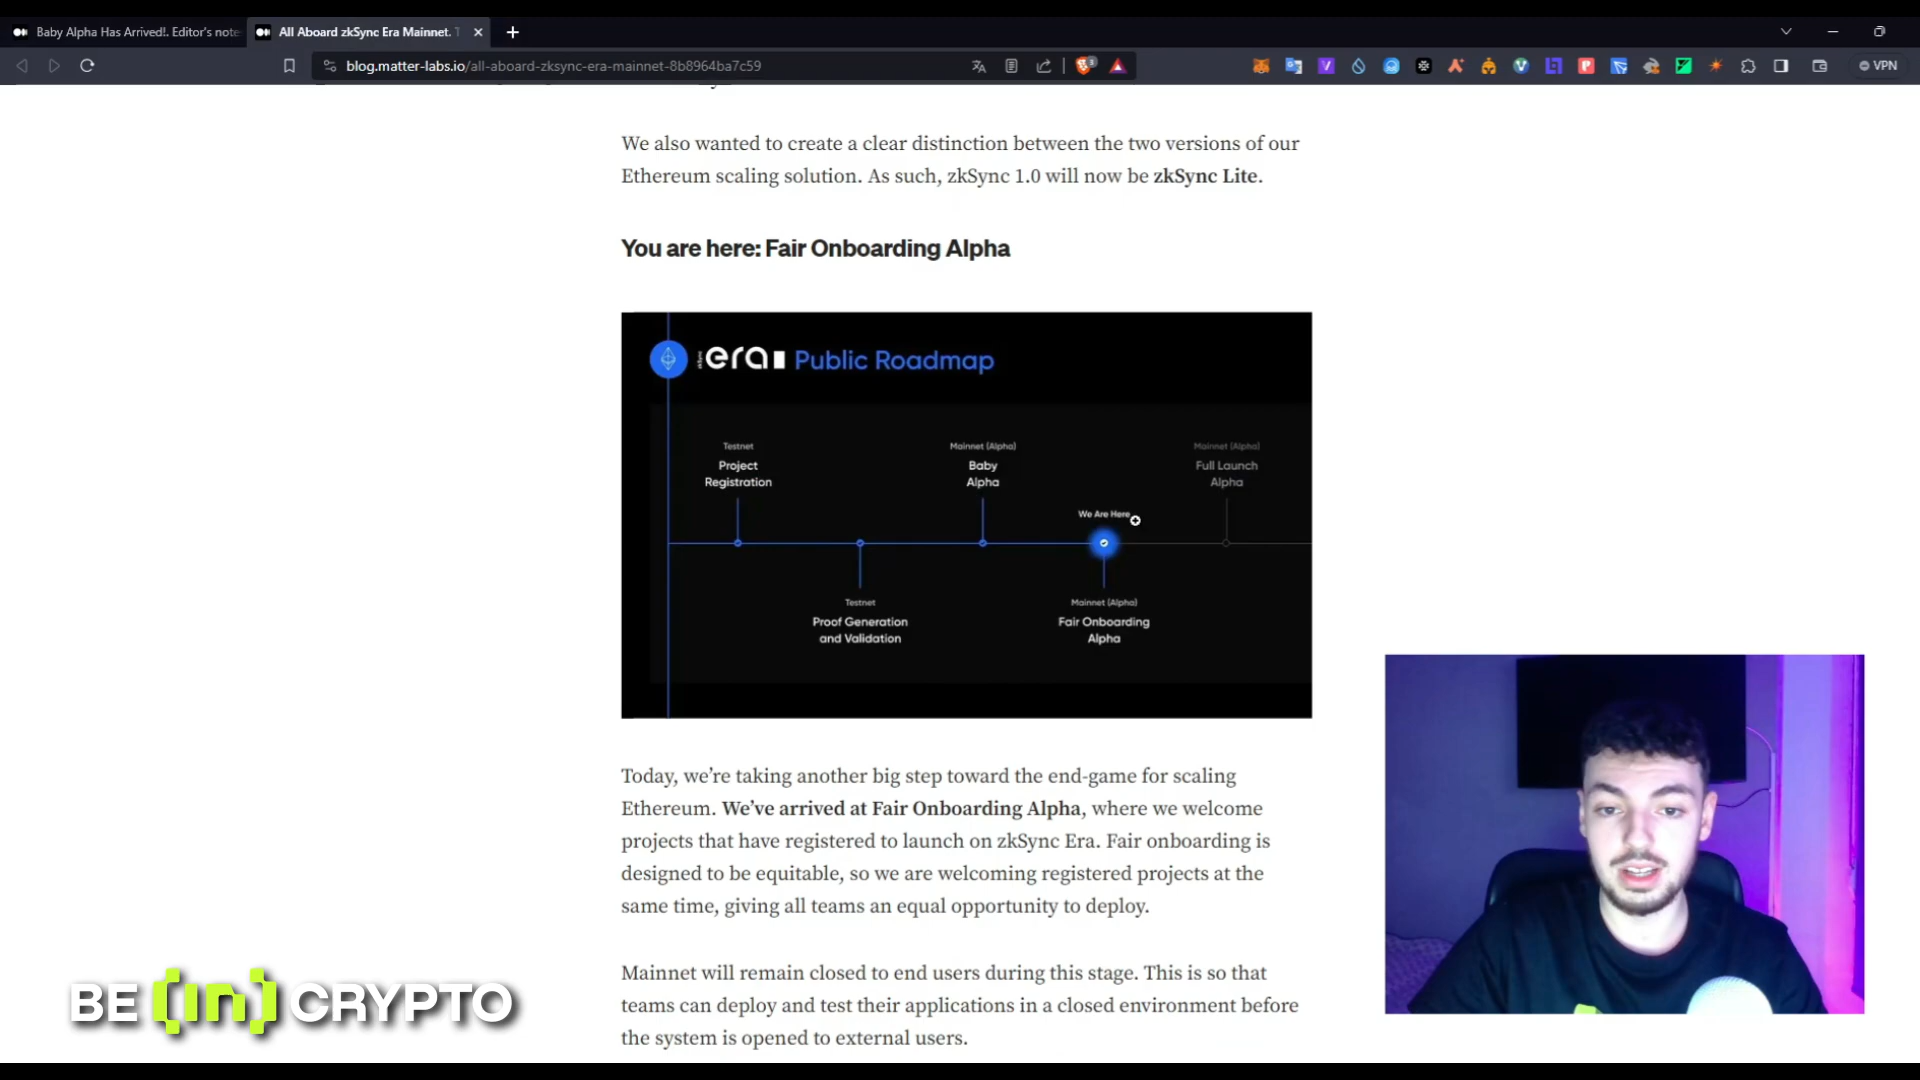 Baby Alpha Has Arrived!. Editor's note
All Aboard zkSync Era Mainnet.
blog.matter-labs.io/all-aboard-zksync-era-mainnet-8b8964ba7c59
VPN
We also wanted to create a clear distinction between the two versions of our
Ethereum scaling solution. As such, zkSync 1.0 will now be zkSync Lite.
You are here: Fair Onboarding Alpha
era Public Roadmap
Testnet
Project
Registration
Mainnet (Alpha)
Baby
Alpha
Mainnet (Alpha)
Full Launch
Alpha
We Are Here
Testnet
Proof Generation
and Validation
Mainnet (Alpha)
Fair Onboarding
Alpha
Today, we’re taking another big step toward the end-game for scaling
Ethereum. We’ve arrived at Fair Onboarding Alpha, where we welcome
projects that have registered to launch on zkSync Era. Fair onboarding is
designed to be equitable, so we are welcoming registered projects at the
same time, giving all teams an equal opportunity to deploy.
Mainnet will remain closed to end users during this stage. This is so that
teams can deploy and test their applications in a closed environment before
the system is opened to external users.
BE [in] CRYPTO